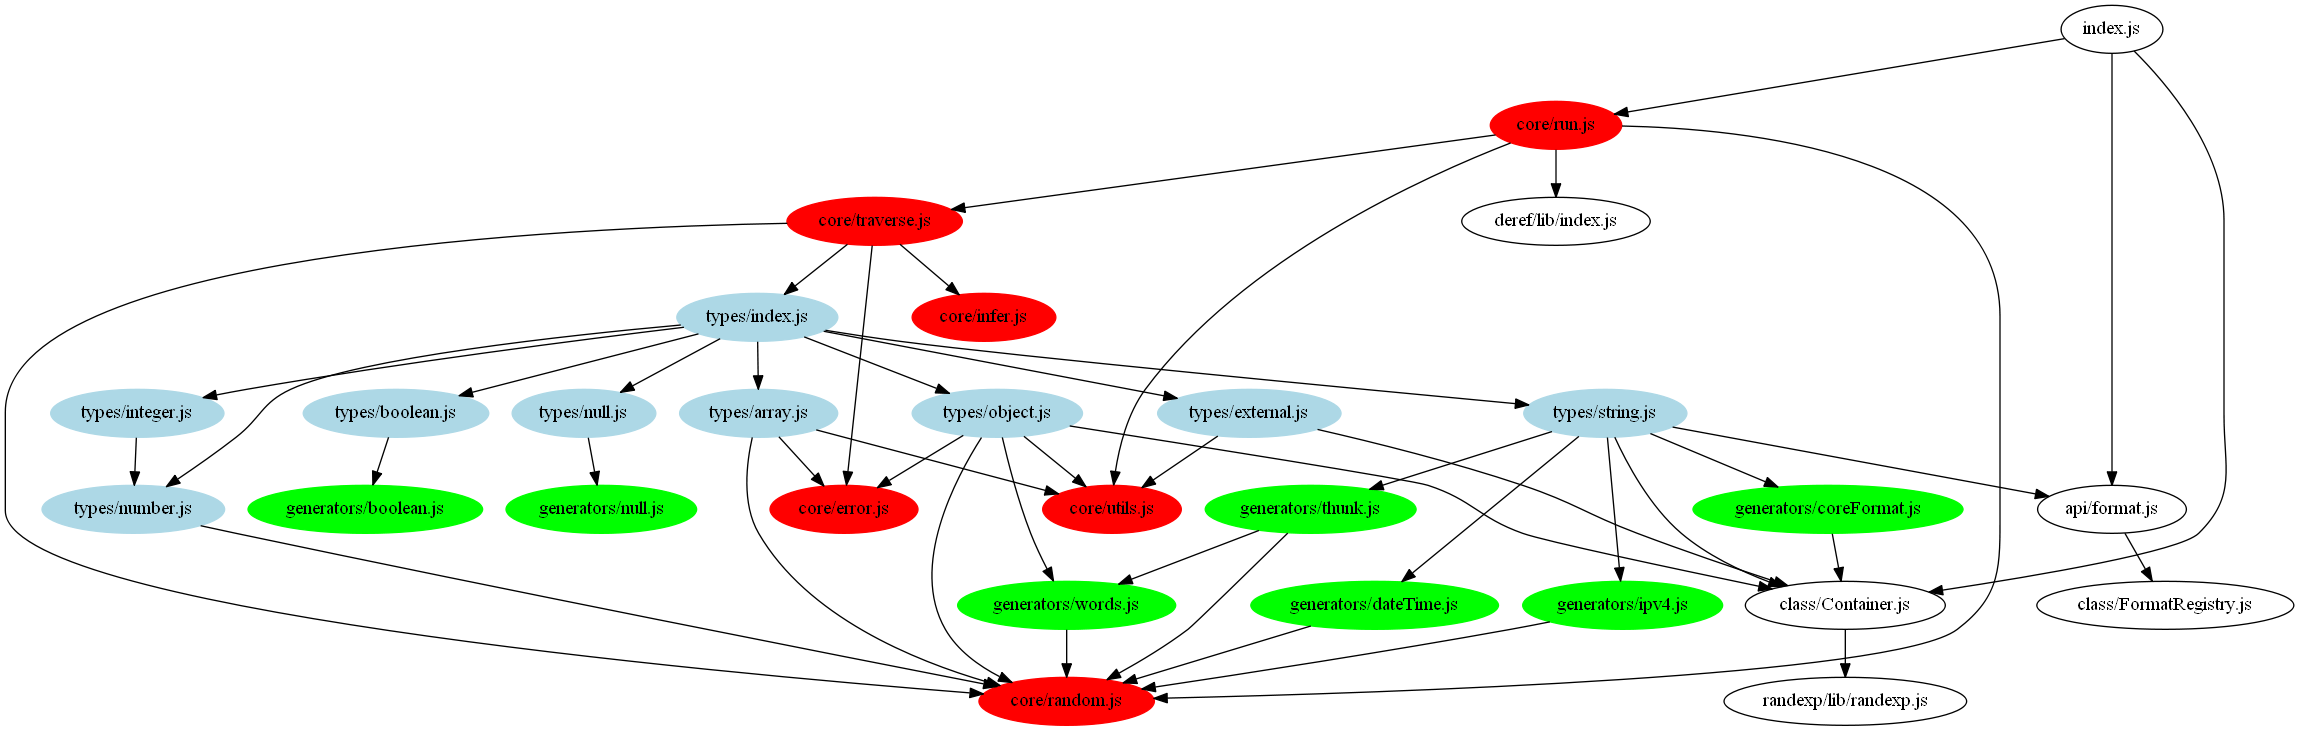 index.js
core/run.js
core/traverse.js
deref/lib/index.js
types/index.js
core/infer.js
types/integer.js
types/boolean.js
types/null.js
types/array.js
types/object.js
types/external.js
types/string.js
types/number.js
generators/boolean.js
generators/null.js
core/error.js
core/utils.js
generators/thunk.js
generators/coreFormat.js
api/format.js
generators/words.js
generators/dateTime.js
generators/ipv4.js
class/Container.js
class/FormatRegistry.js
core/random.js
randexp/lib/randexp.js